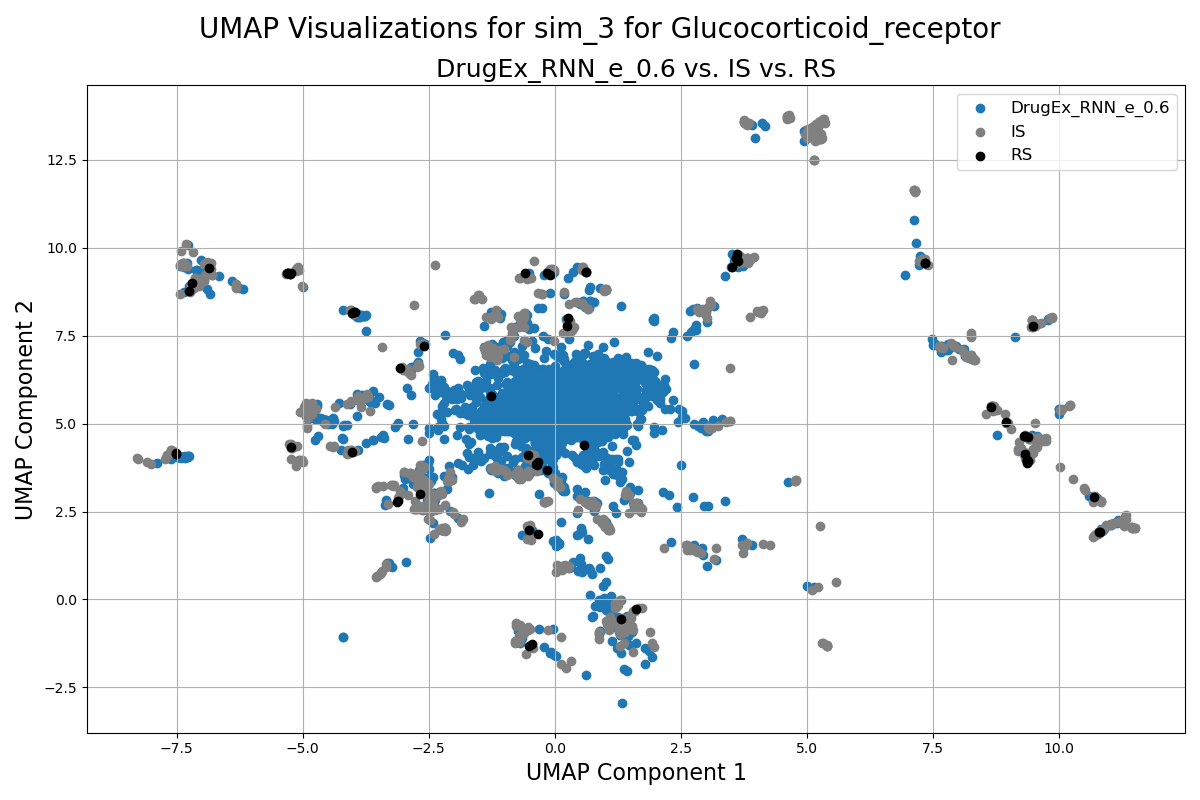 UMAP Visualizations for sim_3 for Glucocorticoid_receptor
DrugEx_RNN_e_0.6 vs. IS vs. RS
DrugEx_RNN_e_0.6
IS
RS
12.5
10.0
7.5
5.0
2.5
0.0
−2.5
UMAP Component 2
−7.5 −5.0 −2.5 0.0 2.5 5.0 7.5 10.0
UMAP Component 1